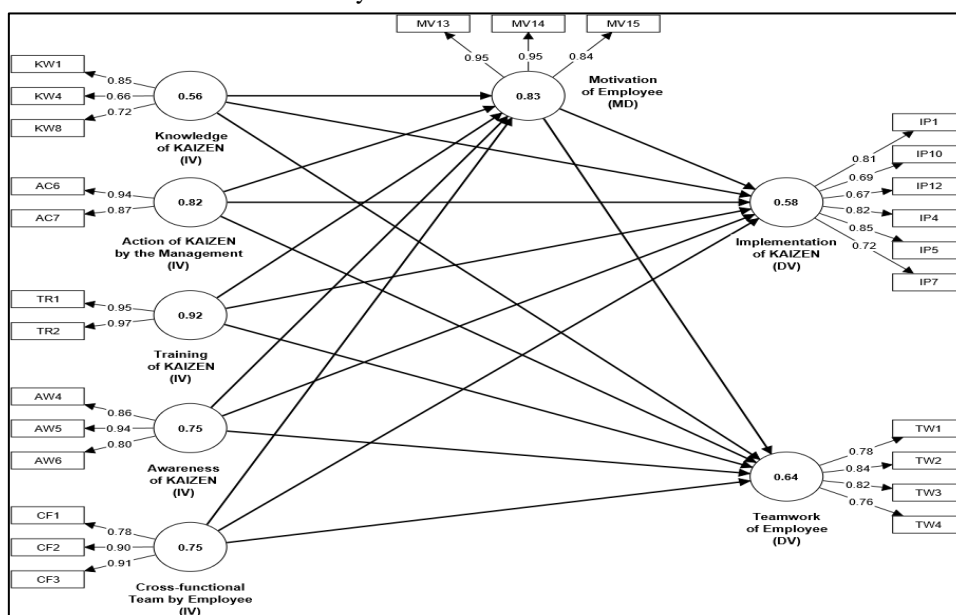 MV13
MV14
MV15
0.95
0.95
0.84
0.83
Motivation
of Employee
(MD)
KW1
KW4
KW8
0.85
0.66
0.72
0.56
Knowledge
of KAIZEN
(IV)
AC6
AC7
0.94
0.87
0.82
Action of KAIZEN
by the Management
(IV)
TR1
TR2
0.95
0.97
0.92
Training
of KAIZEN
(IV)
AW4
AW5
AW6
0.86
0.94
0.80
0.75
Awareness
of KAIZEN
(IV)
CF1
CF2
CF3
0.78
0.90
0.91
0.75
Cross-functional
Team by Employee
(IV)
IP1
IP10
IP12
IP4
IP5
IP7
0.81
0.69
0.67
0.82
0.85
0.72
0.58
Implementation
of KAIZEN
(DV)
TW1
TW2
TW3
TW4
0.78
0.84
0.82
0.76
0.64
Teamwork
of Employee
(DV)